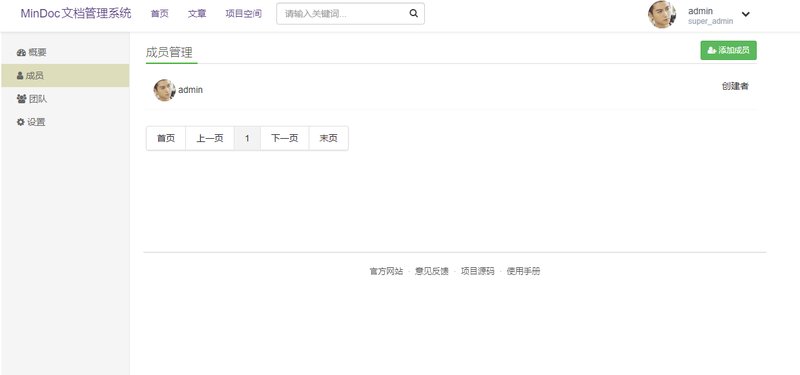 MinDoc文档管理系统 首页 文章 项目空间 请输入关键词... admin
super_admin
概要
成员
团队
设置
成员管理 添加成员
admin 创建者
首页 上一页 1 下一页 末页
官方网站 · 意见反馈 · 项目源码 · 使用手册